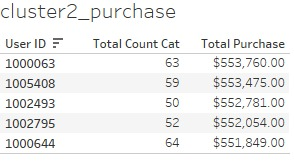 cluster2_purchase
User ID Total Count Cat Total Purchase
1000063 63 $553,760.00
1005408 59 $553,475.00
1002493 50 $552,781.00
1002795 52 $552,054.00
1000644 64 $551,849.00